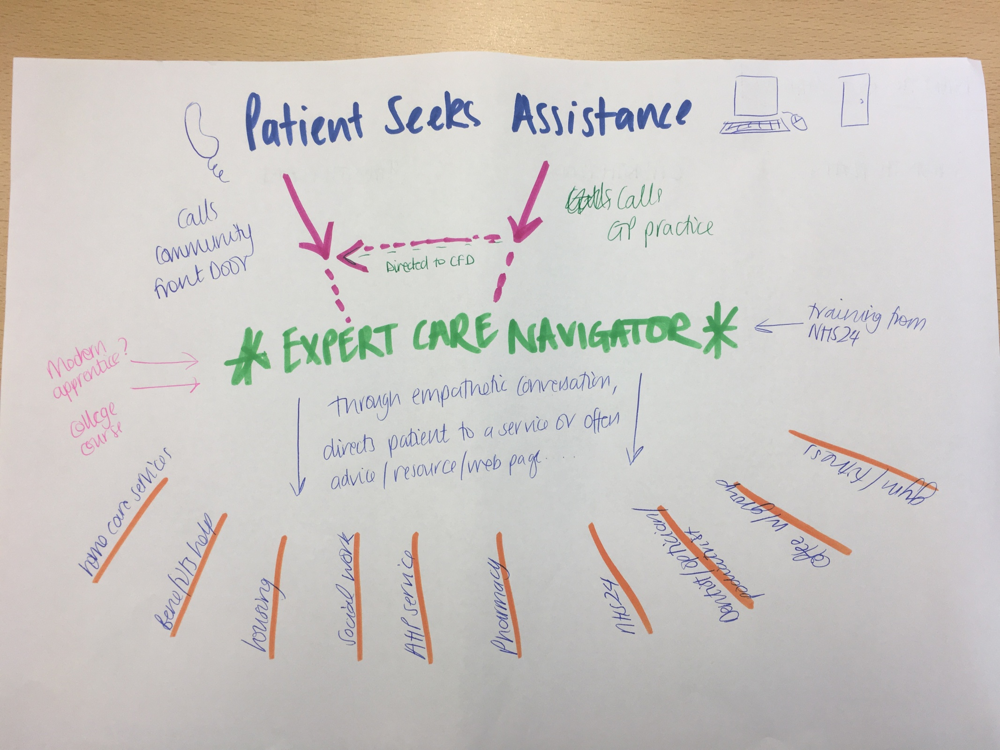 Patient Seeks Assistance
Calls
community
front Door
Calls
GP practice
Directed to CFD
* EXPERT CARE NAVIGATOR *
training from
NHS24
Modern
apprentice?
College
course
Through empathetic conversation,
directs patient to a service or offers
advice/resource/web page....
home care services
Benefits help
housing
Social work
AHP service
Pharmacy
NHS24
Dentist/optician/
podiatrist
coffee w/group
gym/fitness